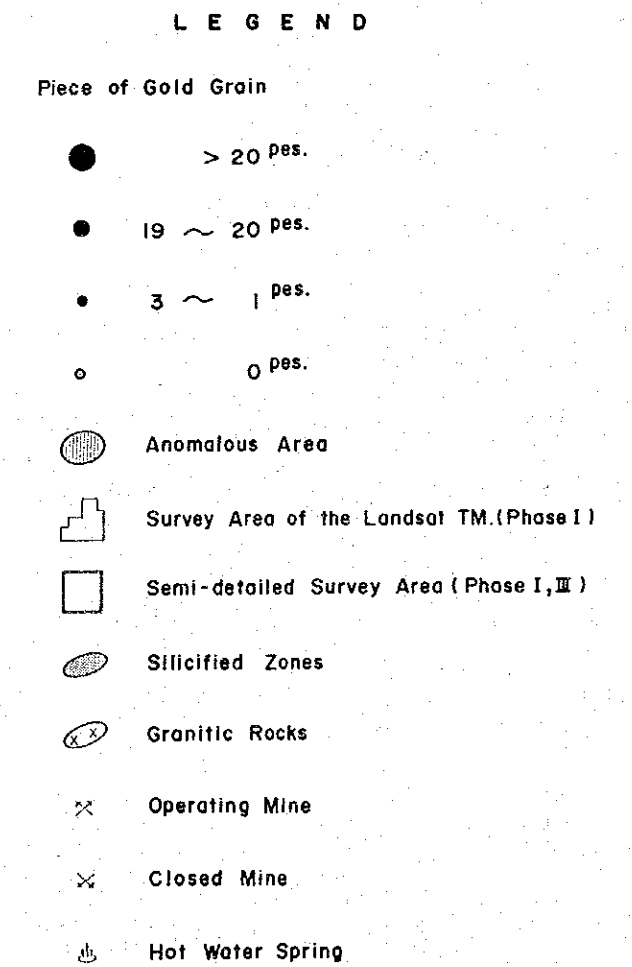 L E G E N D
Piece of Gold Grain
> 20 pes.
19 ~ 20 pes.
3 ~ 1 pes.
0 pes.
Anomalous Area
Survey Area of the Landsat TM.(Phase I)
Semi-detailed Survey Area (Phase I,III)
Silicified Zones
x x Granitic Rocks
Operating Mine
Closed Mine
Hot Water Spring